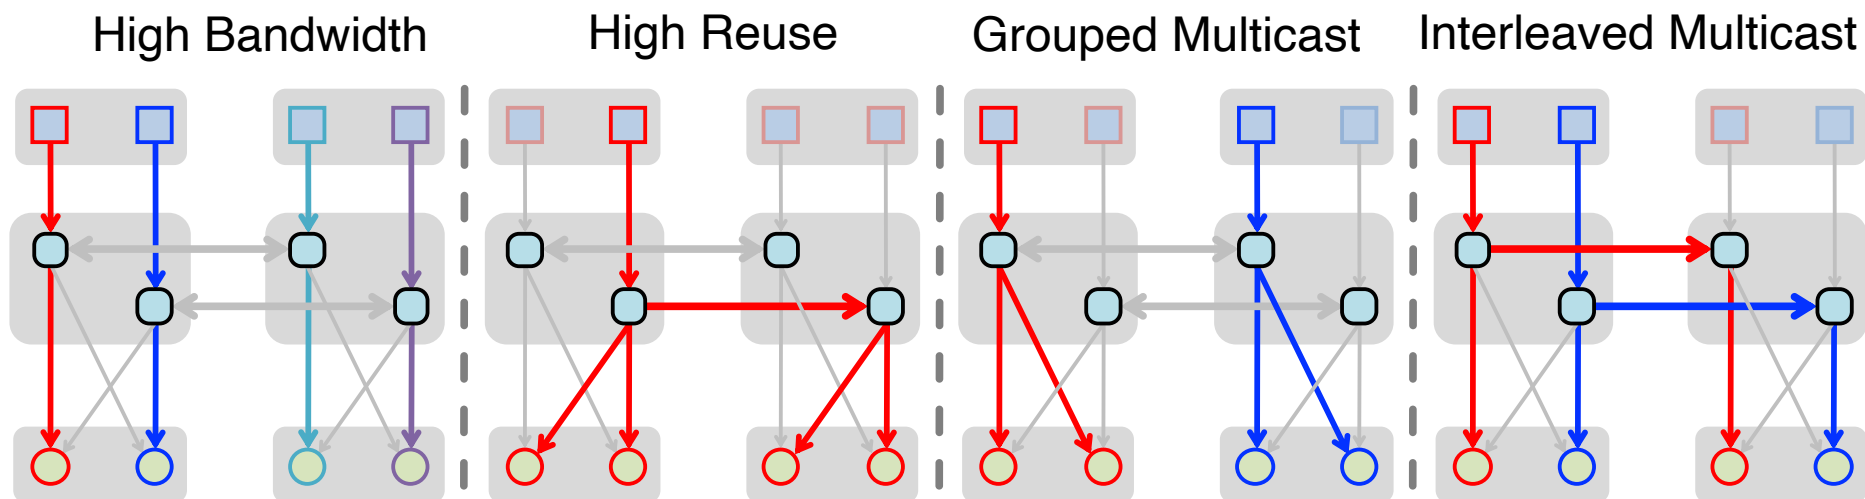 High Bandwidth
High Reuse
Grouped Multicast
Interleaved Multicast